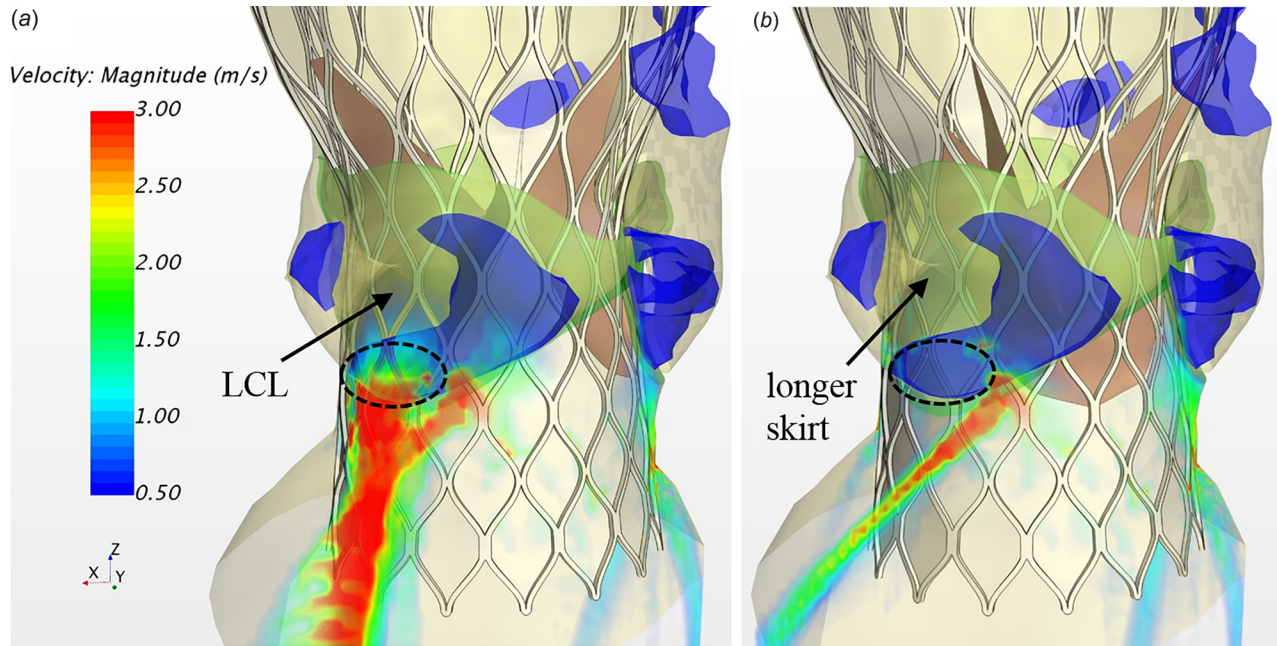 (a)
(b)
Velocity: Magnitude (m/s)
3.00
2.50
2.00
1.50
1.00
0.50
LCL
longer
skirt
Z
X
Y